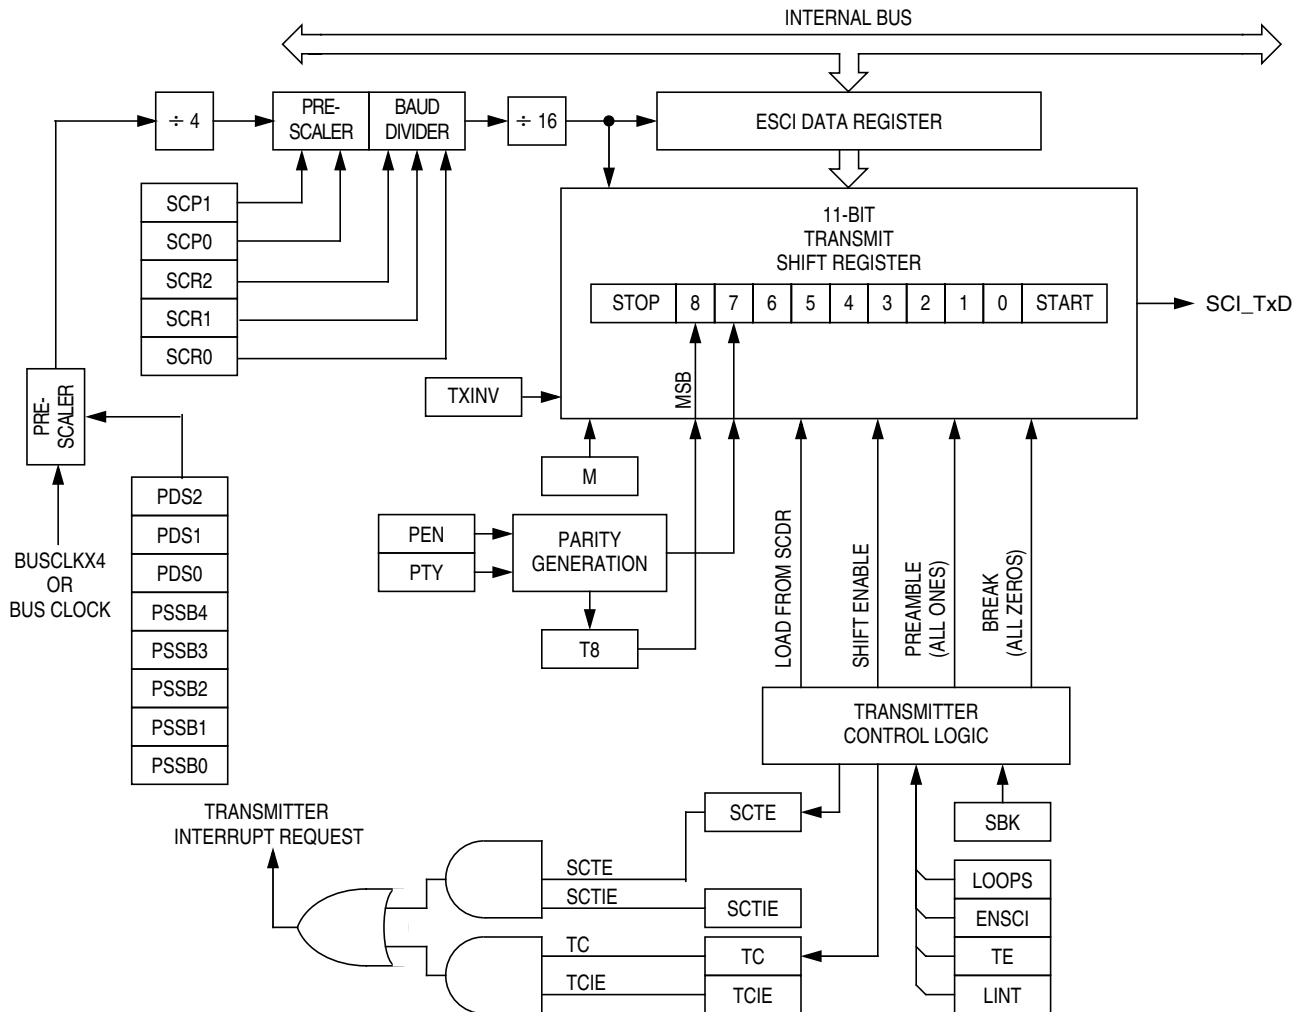 INTERNAL BUS
÷ 4
PRE-
SCALER
BAUD
DIVIDER
÷ 16
ESCI DATA REGISTER
SCP1
SCP0
SCR2
SCR1
SCR0
11-BIT
TRANSMIT
SHIFT REGISTER
STOP 8 7 6 5 4 3 2 1 0 START
SCI_TxD
PRE-
SCALER
TXINV
MSB
M
BUSCLKX4
OR
BUS CLOCK
PDS2
PDS1
PDS0
PSSB4
PSSB3
PSSB2
PSSB1
PSSB0
PEN
PTY
PARITY
GENERATION
T8
LOAD FROM SCDR
SHIFT ENABLE
PREAMBLE
(ALL ONES)
BREAK
(ALL ZEROS)
TRANSMITTER
CONTROL LOGIC
TRANSMITTER
INTERRUPT REQUEST
SCTE
SBK
SCTE
SCTIE
SCTIE
TC
TC
TCIE
TCIE
LOOPS
ENSCI
TE
LINT